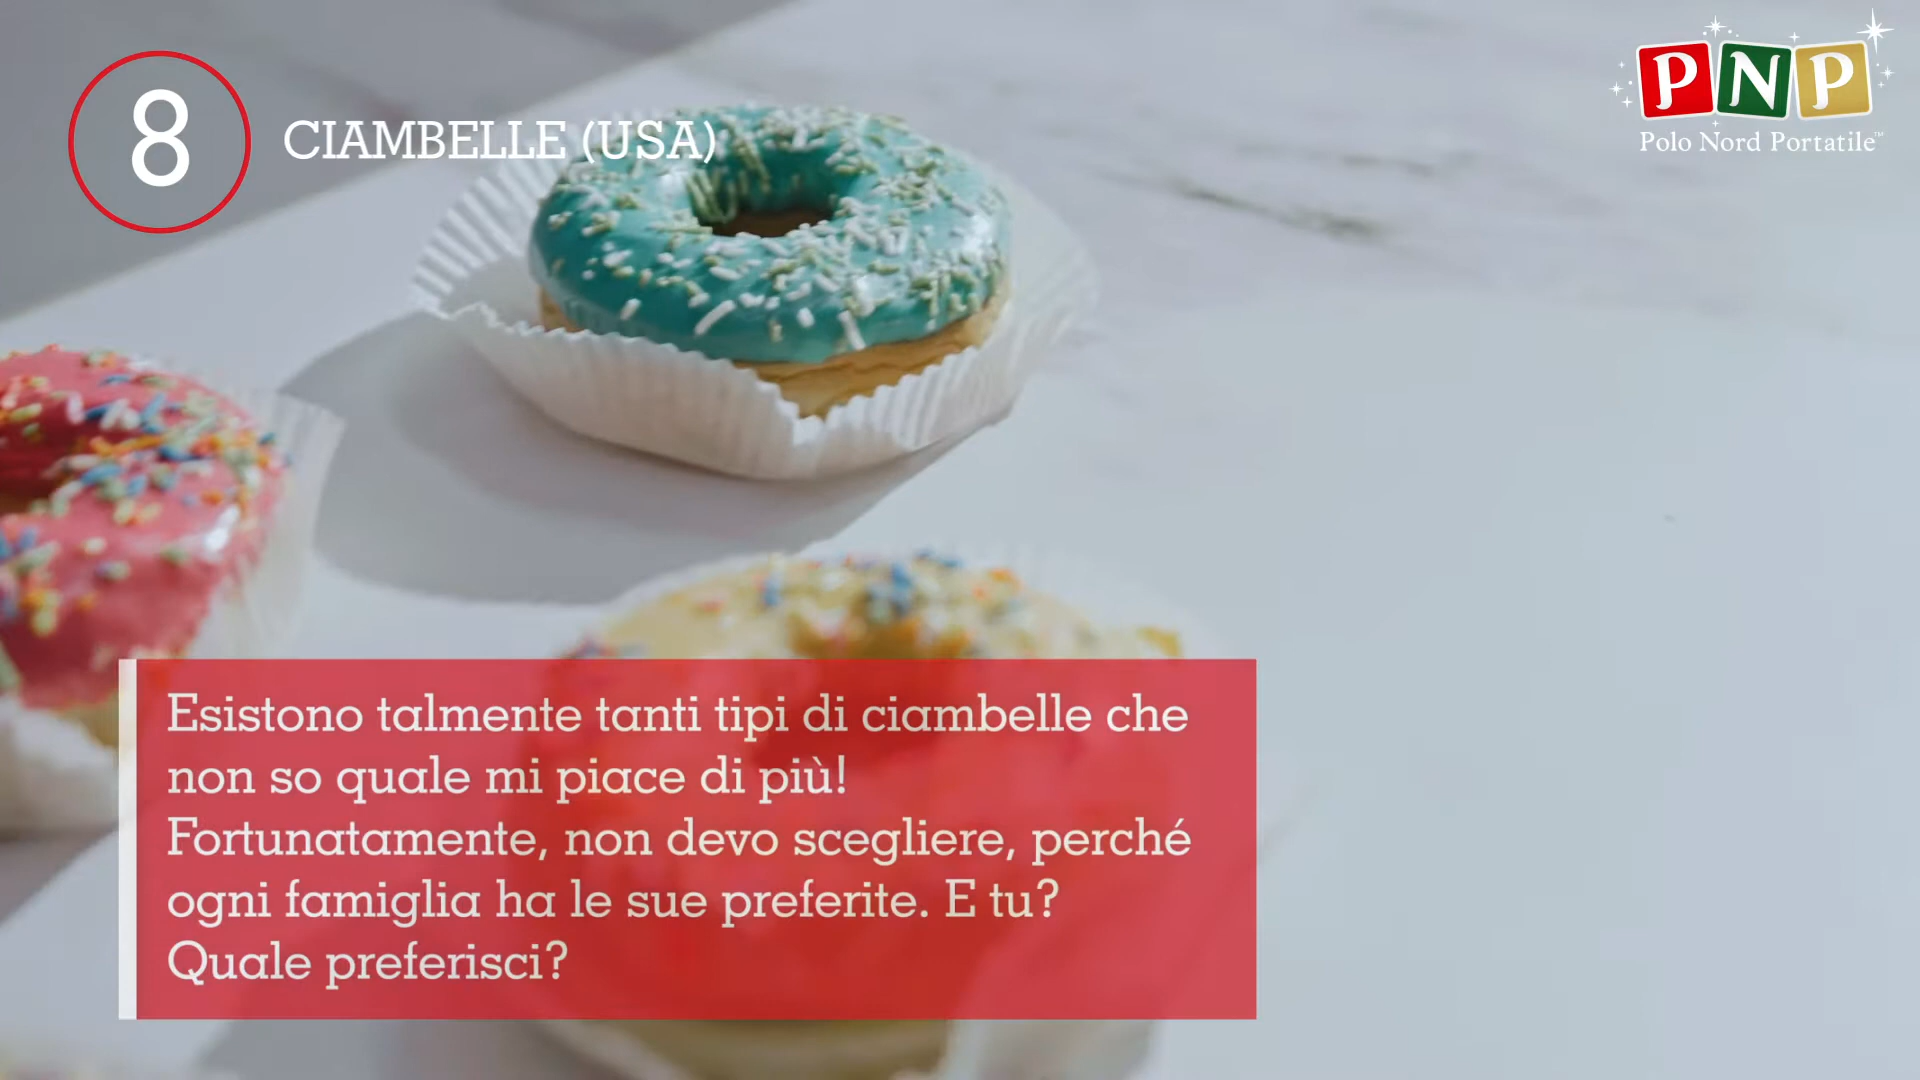 8
CIAMBELLE (USA)
PNP
Polo Nord Portatile™
Esistono talmente tanti tipi di ciambelle che
non so quale mi piace di più!
Fortunatamente, non devo scegliere, perché
ogni famiglia ha le sue preferite. E tu?
Quale preferisci?